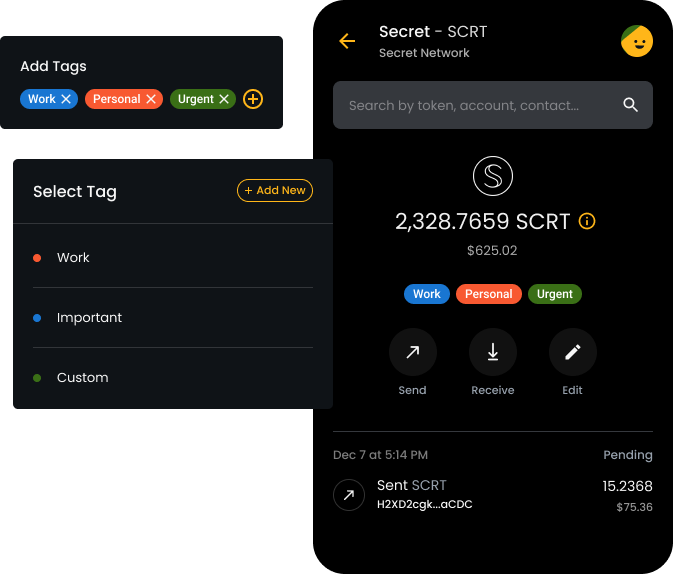 Add Tags
Work
Personal
Urgent
Select Tag
+ Add New
Work
Important
Custom
Secret - SCRT
Secret Network
Search by token, account, contact...
2,328.7659 SCRT
$625.02
Work Personal Urgent
Send Receive Edit
Dec 7 at 5:14 PM Pending
Sent SCRT 15.2368
H2XD2cgk...aCDC $75.36